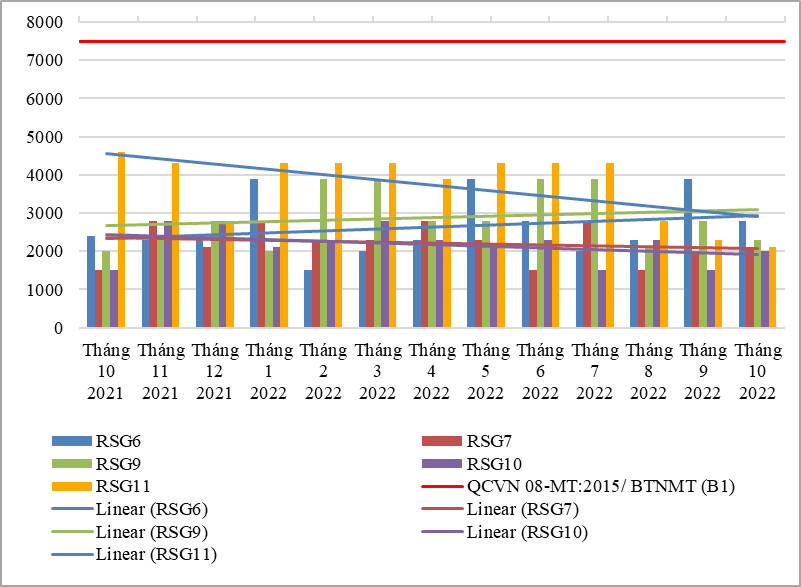 8000
7000
6000
5000
4000
3000
2000
1000
0
Tháng Tháng Tháng Tháng Tháng Tháng Tháng Tháng Tháng Tháng Tháng Tháng Tháng
10 11 12 1 2 3 4 5 6 7 8 9 10
2021 2021 2021 2022 2022 2022 2022 2022 2022 2022 2022 2022 2022
RSG6 RSG7
RSG9 RSG10
RSG11 QCVN 08-MT:2015/ BTNMT (B1)
Linear (RSG6) Linear (RSG7)
Linear (RSG9) Linear (RSG10)
Linear (RSG11)